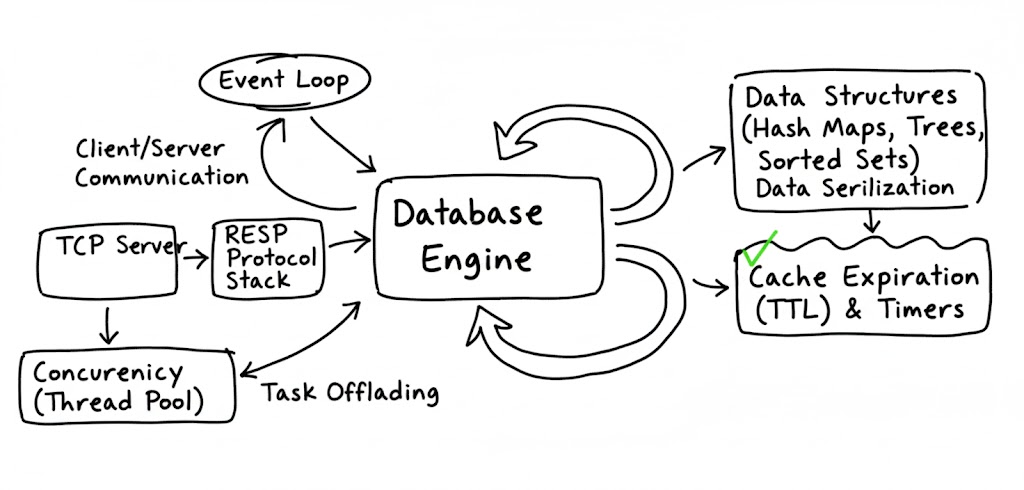 Event Loop
Client/Server
Communication
TCP Server
RESP
Protocol
Stack
Database
Engine
Concurenicy
(Thread Pool)
Task Offlading
Data Structures
(Hash Maps, Trees,
Sorted Sets)
Data Serilization
Cache Expiration
(TTL) & Timers